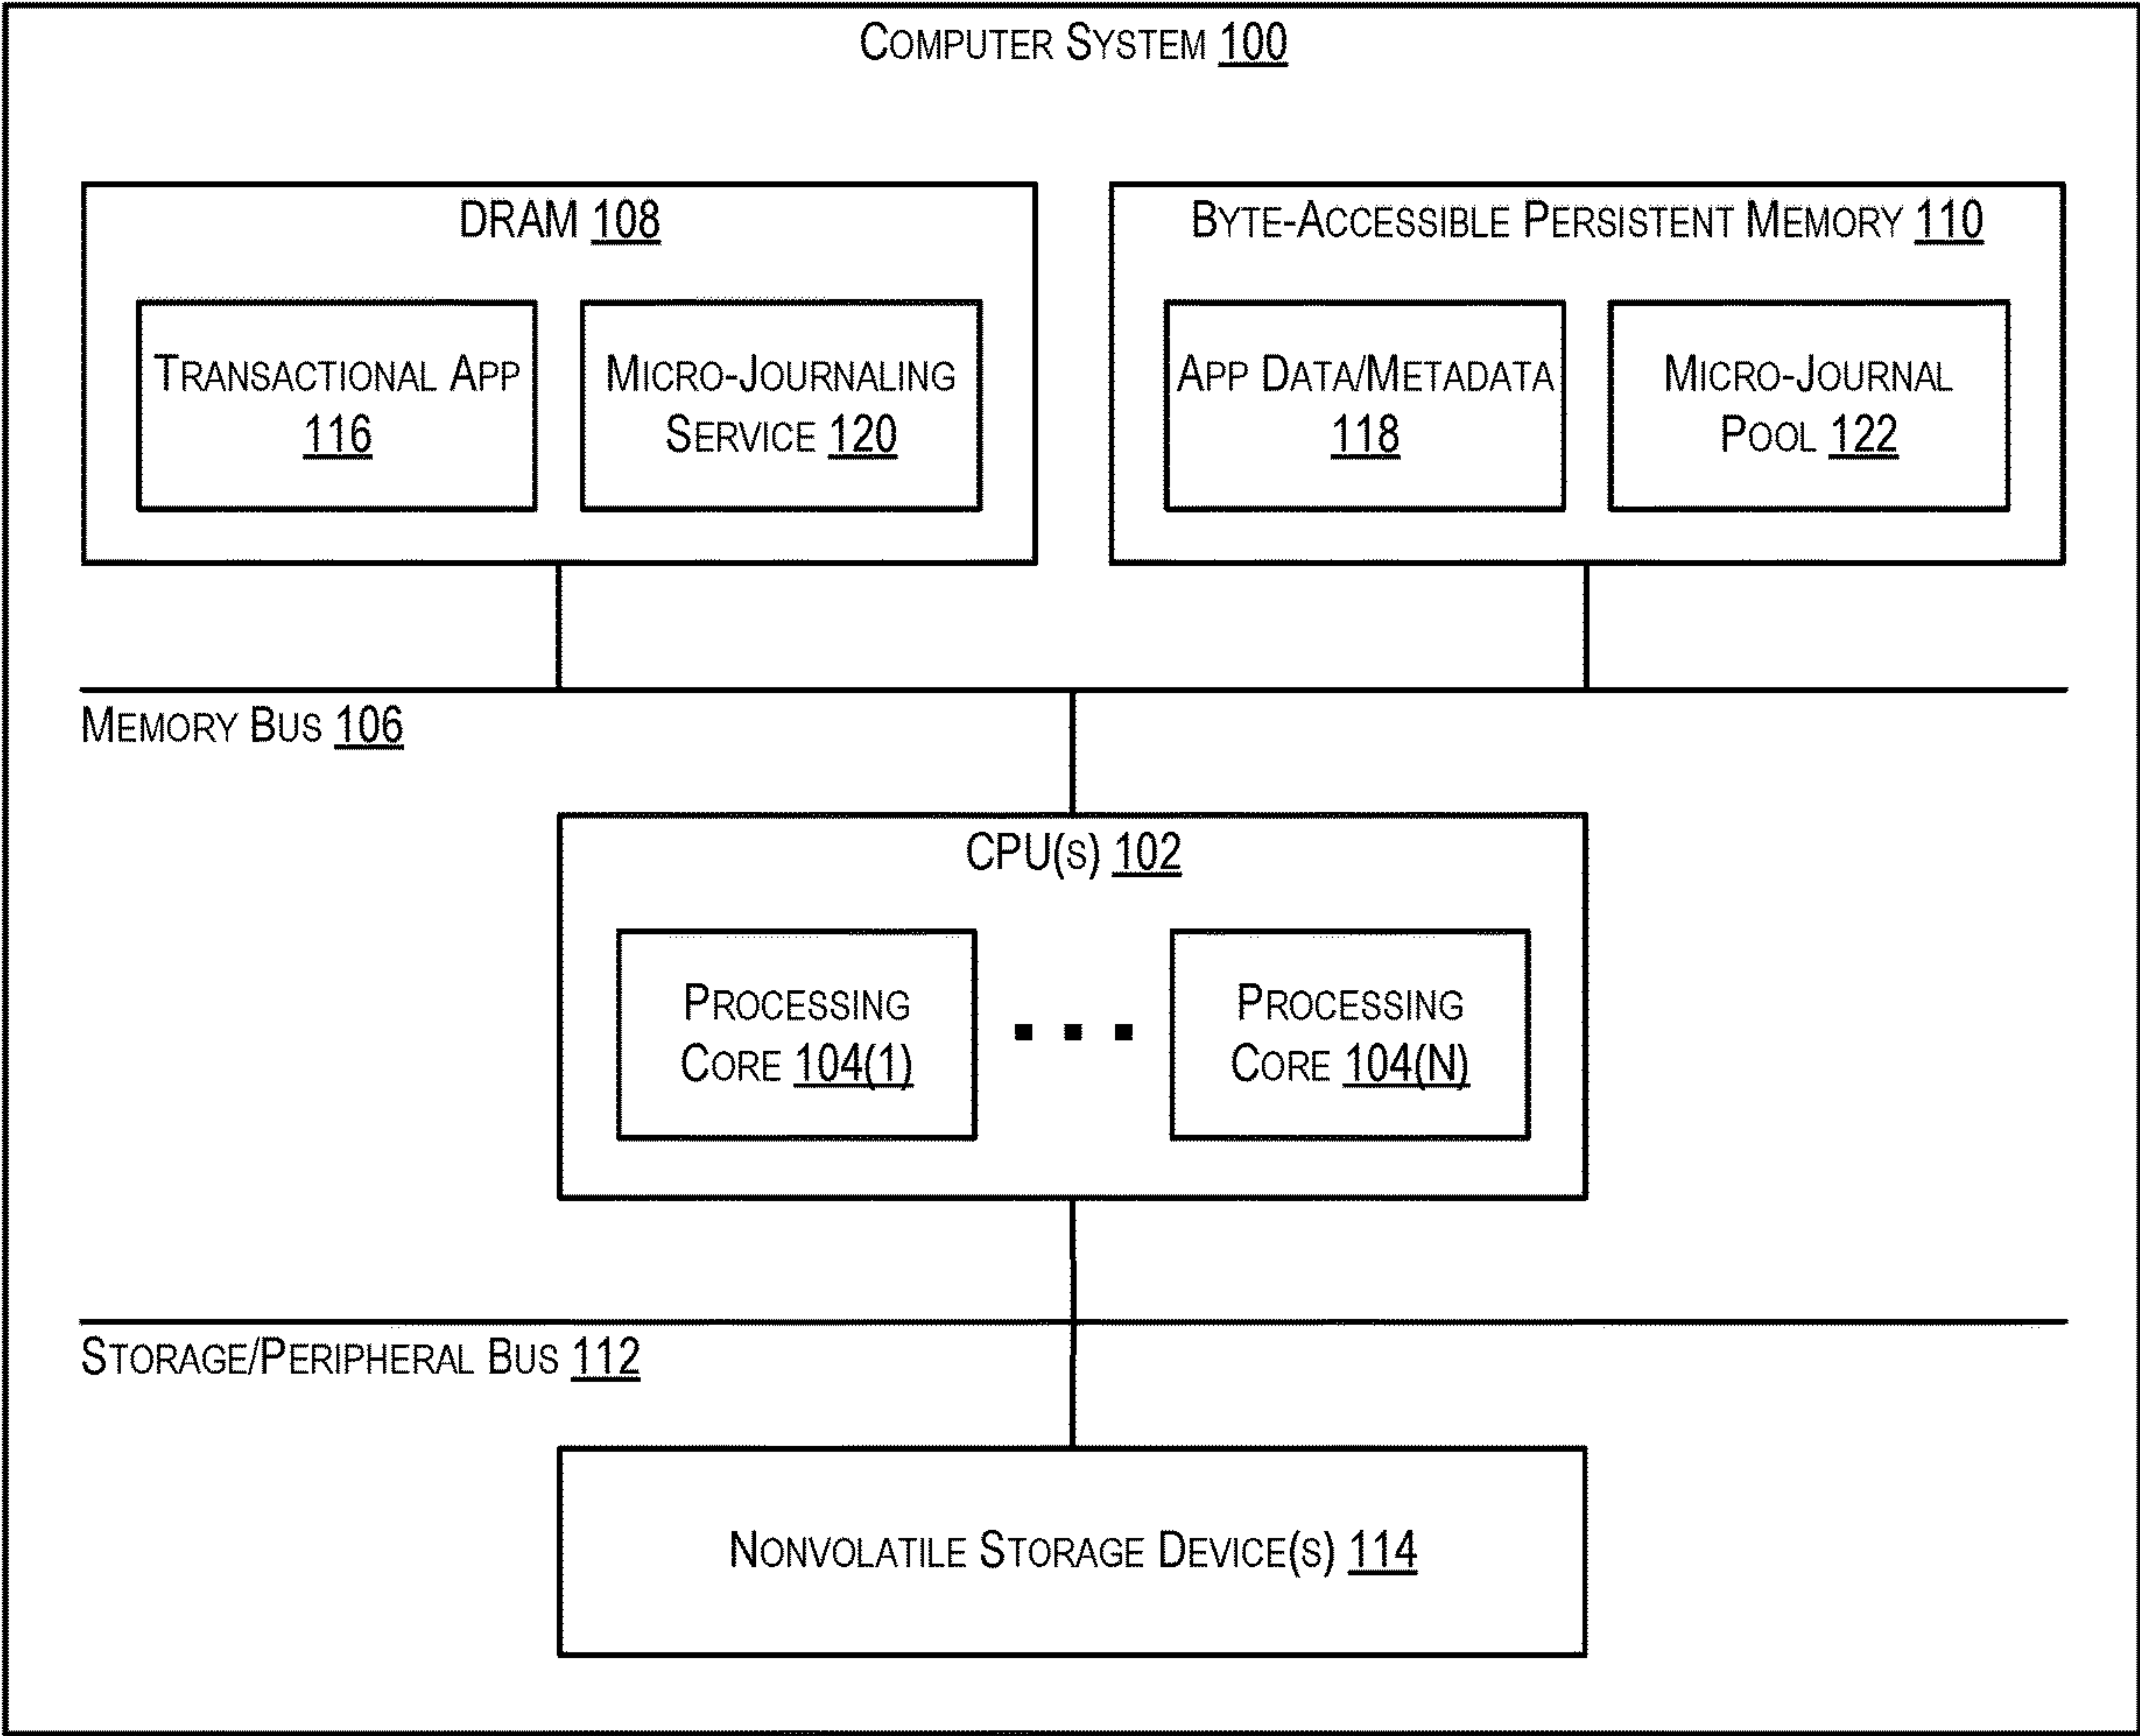 COMPUTER SYSTEM 100
DRAM 108
BYTE-ACCESSIBLE PERSISTENT MEMORY 110
TRANSACTIONAL APP
116
MICRO-JOURNALING
SERVICE 120
APP DATA/METADATA
118
MICRO-JOURNAL
POOL 122
MEMORY BUS 106
CPU(S) 102
PROCESSING
CORE 104(1)
PROCESSING
CORE 104(N)
STORAGE/PERIPHERAL BUS 112
NONVOLATILE STORAGE DEVICE(S) 114